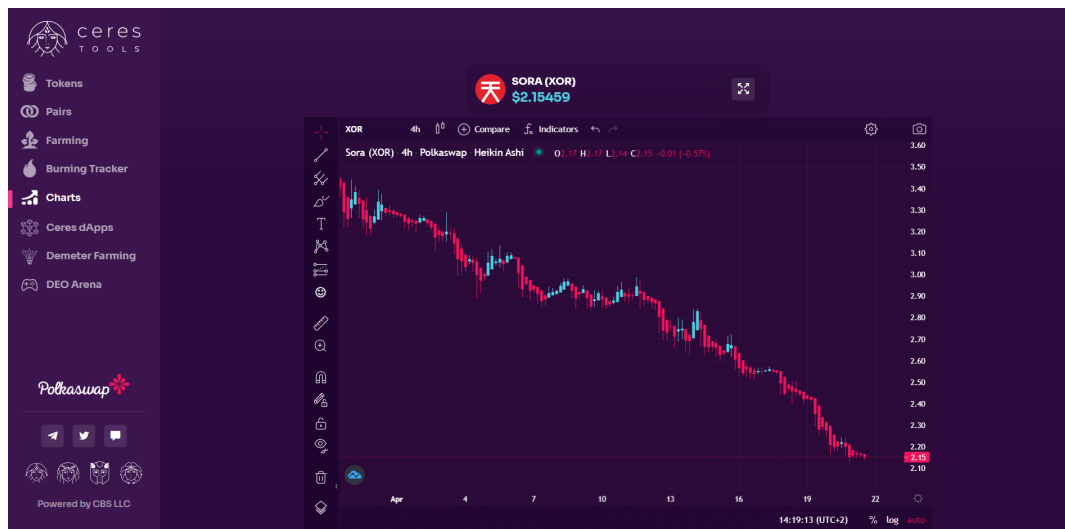 ceres
TOOLS
Tokens
Pairs
Farming
Burning Tracker
Charts
Ceres dApps
Demeter Farming
DEO Arena
Polkaswap
Powered by CBS LLC
SORA (XOR)
$2.15459
XOR 4h Compare Indicators
Sora (XOR) · 4h · Polkaswap · Heikin Ashi O2.17 H2.17 L2.14 C2.15 −0.01 (−0.57%)
3.60
3.50
3.40
3.30
3.20
3.10
3.00
2.90
2.80
2.70
2.60
2.50
2.40
2.30
2.20
2.15
2.10
Apr 4 7 10 13 16 19 22
14:19:13 (UTC+2) % log auto